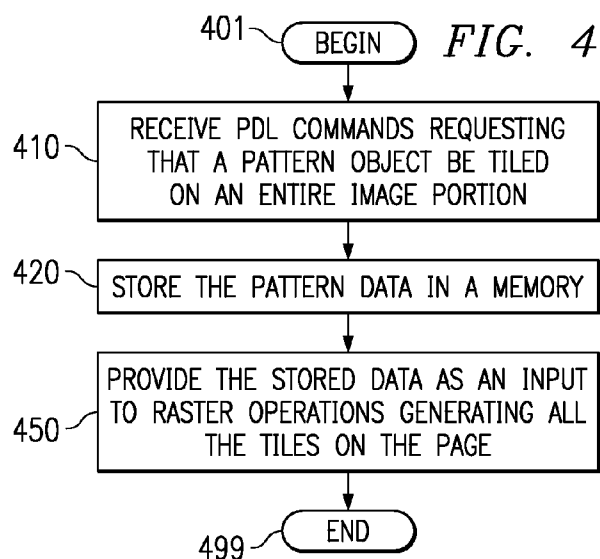 401
BEGIN
FIG. 4
410
RECEIVE PDL COMMANDS REQUESTING
THAT A PATTERN OBJECT BE TILED
ON AN ENTIRE IMAGE PORTION
420
STORE THE PATTERN DATA IN A MEMORY
450
PROVIDE THE STORED DATA AS AN INPUT
TO RASTER OPERATIONS GENERATING ALL
THE TILES ON THE PAGE
499
END